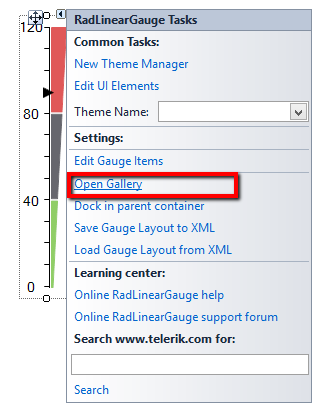 120
80
40
0
RadLinearGauge Tasks
Common Tasks:
New Theme Manager
Edit UI Elements
Theme Name:
Settings:
Edit Gauge Items
Open Gallery
Dock in parent container
Save Gauge Layout to XML
Load Gauge Layout from XML
Learning center:
Online RadLinearGauge help
Online RadLinearGauge support forum
Search www.telerik.com for:
Search